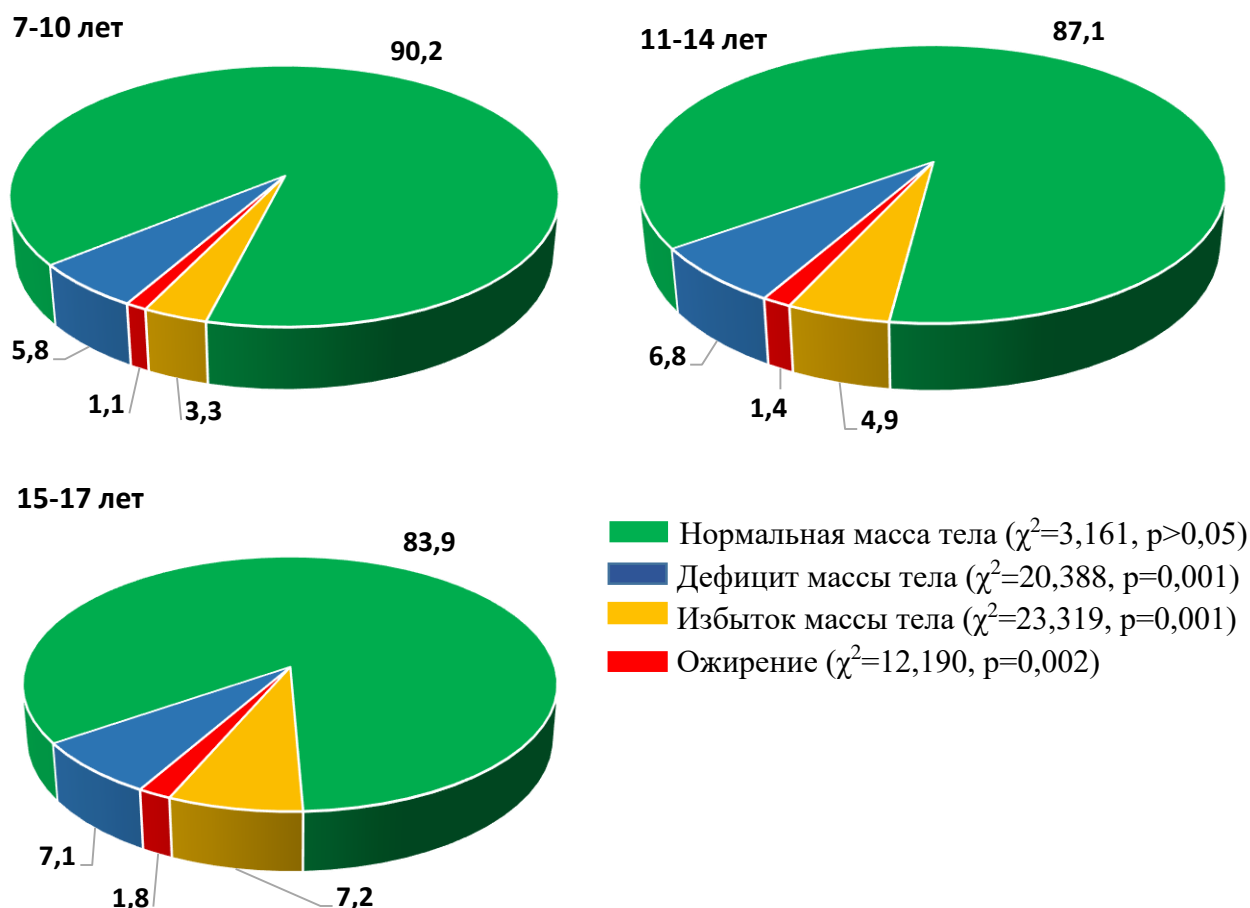 7-10 лет
90,2
5,8
1,1
3,3
11-14 лет
87,1
6,8
1,4
4,9
15-17 лет
83,9
7,1
1,8
7,2
Нормальная масса тела (χ²=3,161, p>0,05)
Дефицит массы тела (χ²=20,388, p=0,001)
Избыток массы тела (χ²=23,319, p=0,001)
Ожирение (χ²=12,190, p=0,002)